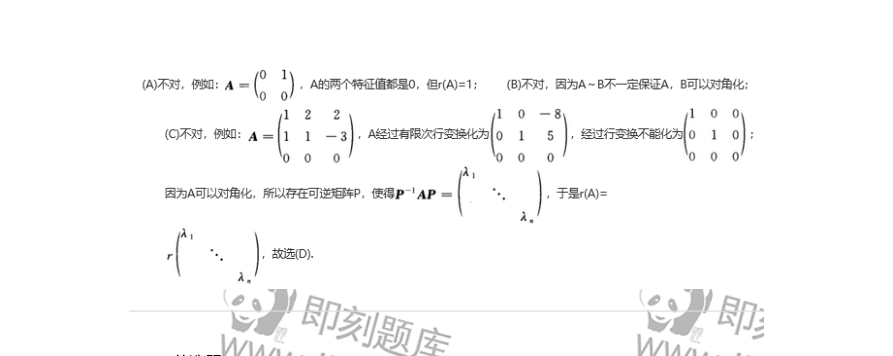 (A)不对，例如：A = (0 1 0 0)，A的两个特征值都是0，但r(A)=1； (B)不对，因为A～B不一定保证A，B可以对角化；
(C)不对，例如：A = (1 2 2 1 1 -3 0 0 0)，A经过有限次行变换化为(1 0 -8 0 1 5 0 0 0)，经过行变换不能化为(1 0 0 0 1 0 0 0 0)；
因为A可以对角化，所以存在可逆矩阵P，使得P⁻¹AP = (λ₁ ⋱ λₙ)，于是r(A)=
r(λ₁ ⋱ λₙ)，故选(D).
即刻题库
即刻